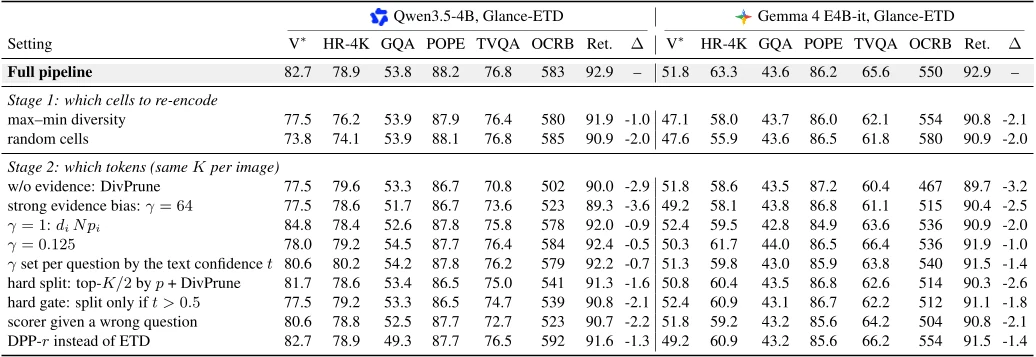 Qwen3.5-4B, Glance-ETD Gemma 4 E4B-it, Glance-ETD
Setting V* HR-4K GQA POPE TVQA OCRB Ret. Δ V* HR-4K GQA POPE TVQA OCRB Ret. Δ
Full pipeline 82.7 78.9 53.8 88.2 76.8 583 92.9 – 51.8 63.3 43.6 86.2 65.6 550 92.9 –
Stage 1: which cells to re-encode
max–min diversity 77.5 76.2 53.9 87.9 76.4 580 91.9 -1.0 47.1 58.0 43.7 86.0 62.1 554 90.8 -2.1
random cells 73.8 74.1 53.9 88.1 76.8 585 90.9 -2.0 47.6 55.9 43.6 86.5 61.8 580 90.9 -2.0
Stage 2: which tokens (same K per image)
w/o evidence: DivPrune 77.5 79.6 53.3 86.7 70.8 502 90.0 -2.9 51.8 58.6 43.5 87.2 60.4 467 89.7 -3.2
strong evidence bias: γ = 64 77.5 78.6 51.7 86.7 73.6 523 89.3 -3.6 49.2 58.1 43.8 86.8 61.1 515 90.4 -2.5
γ = 1: dᵢ Npᵢ 84.8 78.4 52.6 87.8 75.8 578 92.0 -0.9 52.4 59.5 42.8 84.9 63.6 536 90.9 -2.0
γ = 0.125 78.0 79.2 54.5 87.7 76.4 584 92.4 -0.5 50.3 61.7 44.0 86.5 66.4 536 91.9 -1.0
γ set per question by the text confidence t 80.6 80.2 54.2 87.8 76.2 579 92.2 -0.7 51.3 59.8 43.0 85.9 63.8 540 91.5 -1.4
hard split: top-K/2 by p + DivPrune 81.7 78.6 53.4 86.5 75.0 541 91.3 -1.6 50.8 60.4 43.5 86.8 62.6 514 90.3 -2.6
hard gate: split only if t > 0.5 77.5 79.2 53.3 86.5 74.7 539 90.8 -2.1 52.4 60.9 43.1 86.7 62.2 512 91.1 -1.8
scorer given a wrong question 80.6 78.8 52.5 87.7 72.7 523 90.7 -2.2 51.8 59.2 43.2 85.6 64.2 504 90.8 -2.1
DPP-r instead of ETD 82.7 78.9 49.3 87.7 76.5 592 91.6 -1.3 49.2 60.9 43.2 85.6 66.2 554 91.5 -1.4